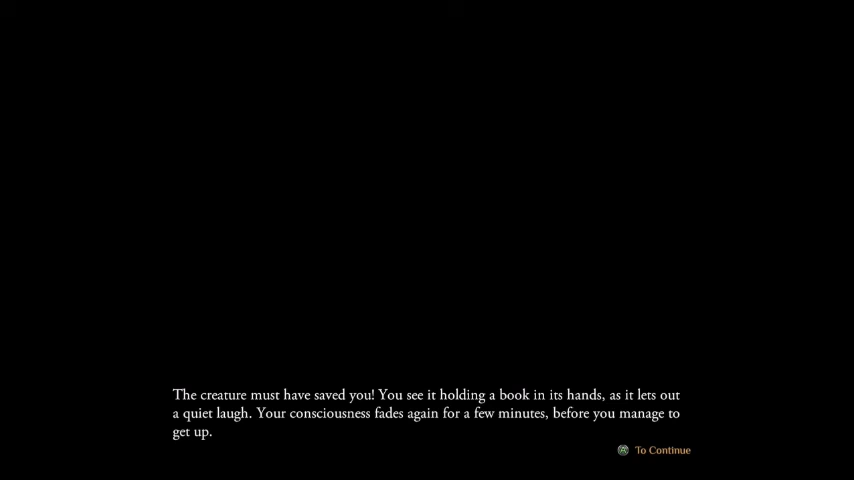 The creature must have saved you! You see it holding a book in its hands, as it lets out
a quiet laugh. Your consciousness fades again for a few minutes, before you manage to
get up.
To Continue